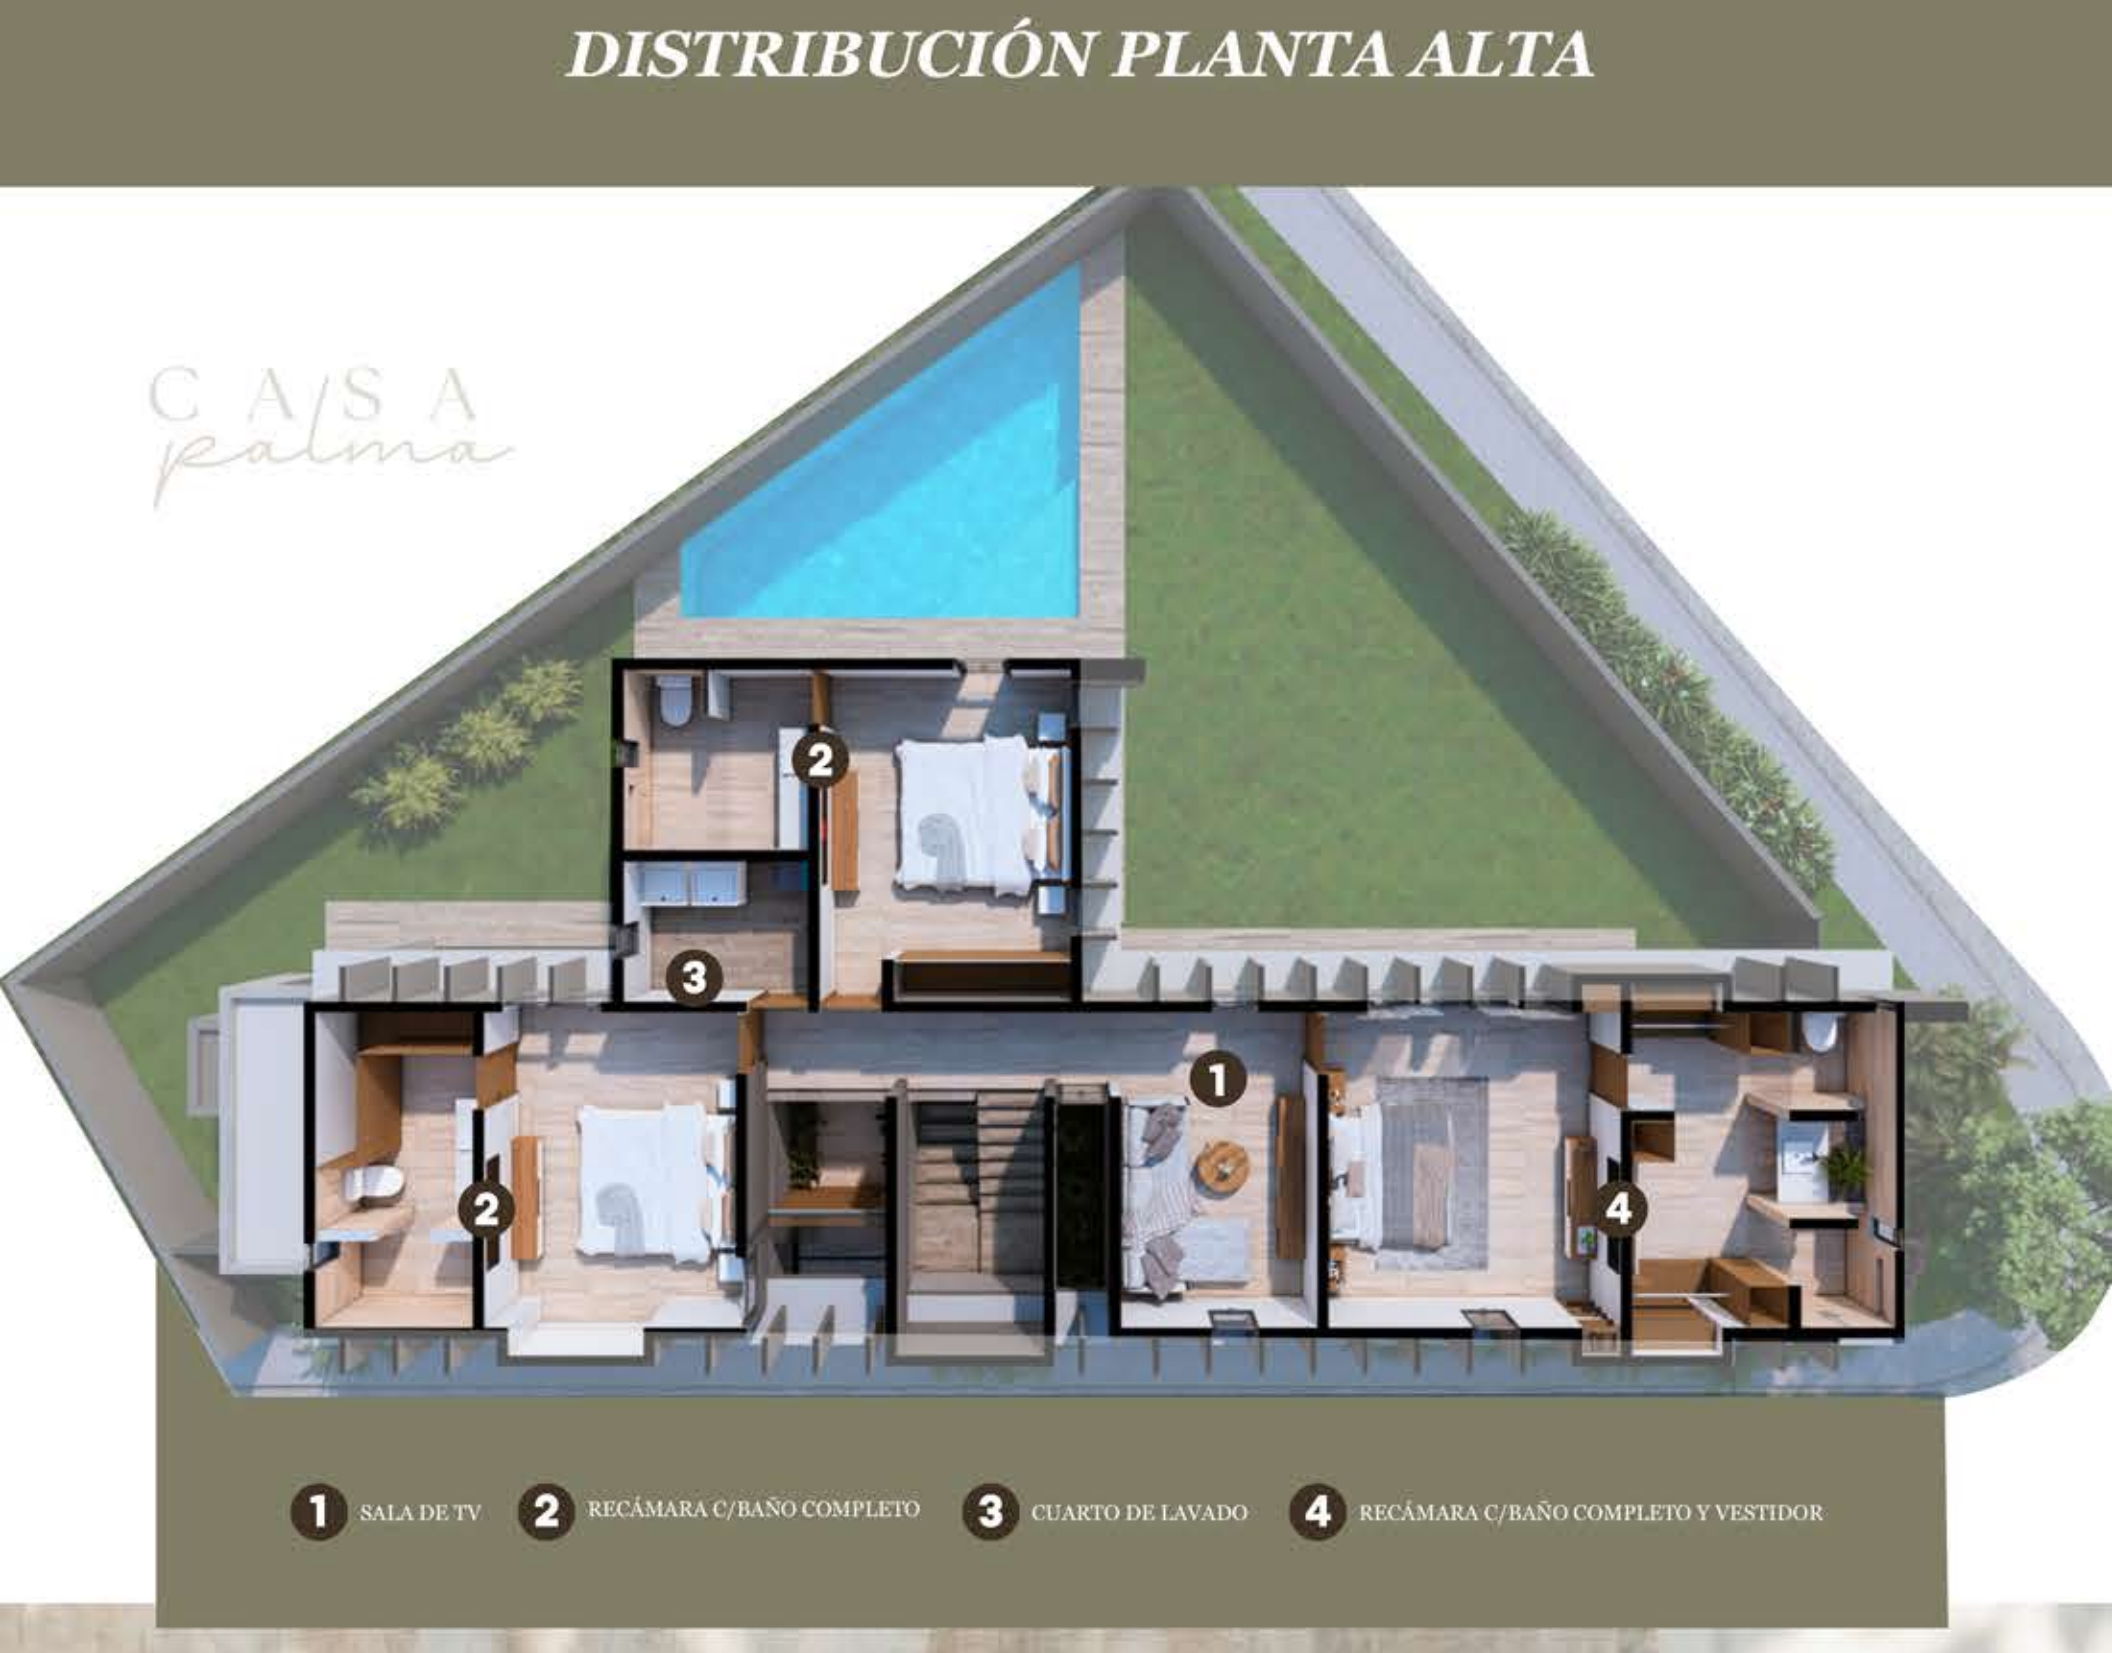 DISTRIBUCIÓN PLANTA ALTA
CASA
palma
2
3
1
2
4
1 SALA DE TV 2 RECÁMARA C/BAÑO COMPLETO 3 CUARTO DE LAVADO 4 RECÁMARA C/BAÑO COMPLETO Y VESTIDOR